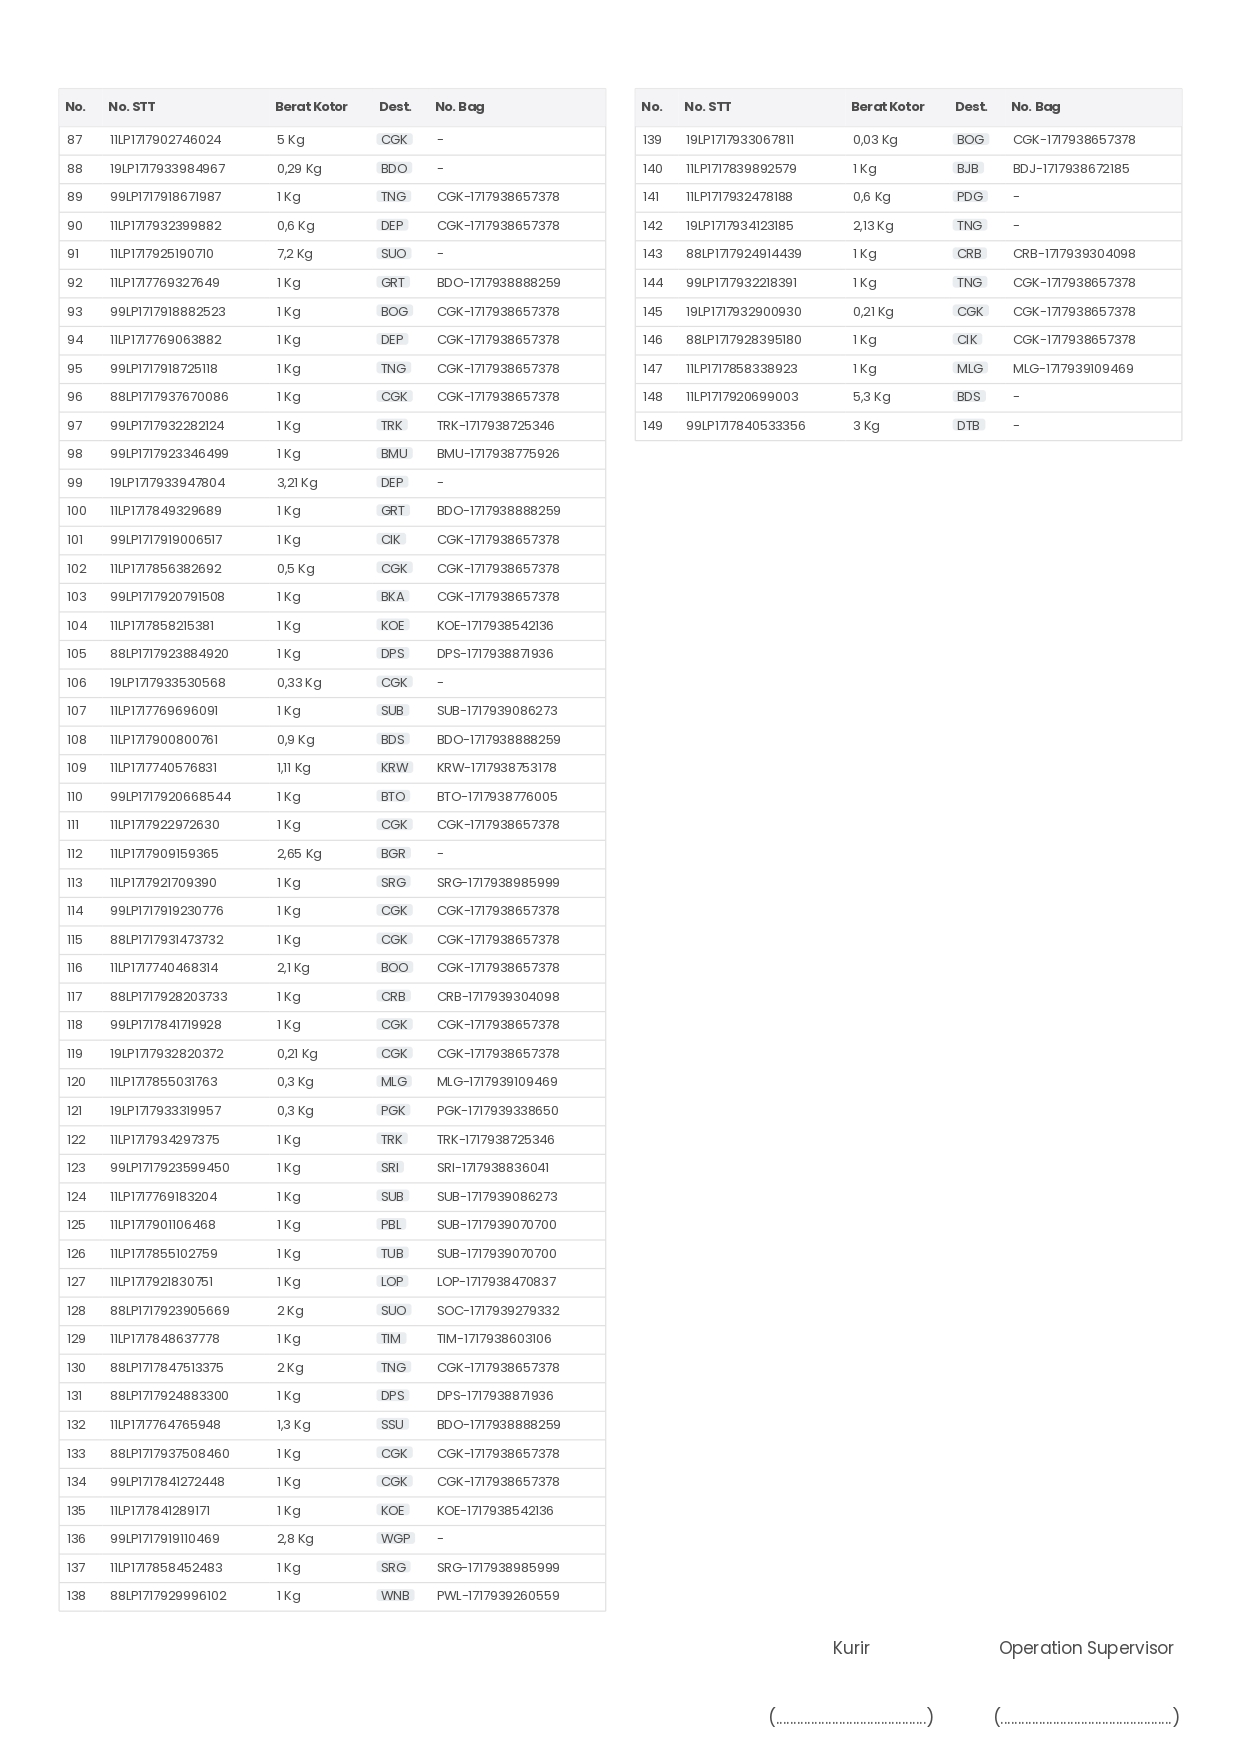 No. No. STT Berat Kotor Dest. No. Bag
87 11LP1717902746024 5 Kg CGK -
88 19LP1717933984967 0,29 Kg BDO -
89 99LP1717918671987 1 Kg TNG CGK-1717938657378
90 11LP1717932399882 0,6 Kg DEP CGK-1717938657378
91 11LP1717925190710 7,2 Kg SUO -
92 11LP1717769327649 1 Kg GRT BDO-1717938888259
93 99LP1717918882523 1 Kg BOG CGK-1717938657378
94 11LP1717769063882 1 Kg DEP CGK-1717938657378
95 99LP1717918725118 1 Kg TNG CGK-1717938657378
96 88LP1717937670086 1 Kg CGK CGK-1717938657378
97 99LP1717932282124 1 Kg TRK TRK-1717938725346
98 99LP1717923346499 1 Kg BMU BMU-1717938775926
99 19LP1717933947804 3,21 Kg DEP -
100 11LP1717849329689 1 Kg GRT BDO-1717938888259
101 99LP1717919006517 1 Kg CIK CGK-1717938657378
102 11LP1717856382692 0,5 Kg CGK CGK-1717938657378
103 99LP1717920791508 1 Kg BKA CGK-1717938657378
104 11LP1717858215381 1 Kg KOE KOE-1717938542136
105 88LP1717923884920 1 Kg DPS DPS-1717938871936
106 19LP1717933530568 0,33 Kg CGK -
107 11LP1717769696091 1 Kg SUB SUB-1717939086273
108 11LP1717900800761 0,9 Kg BDS BDO-1717938888259
109 11LP1717740576831 1,11 Kg KRW KRW-1717938753178
110 99LP1717920668544 1 Kg BTO BTO-1717938776005
111 11LP1717922972630 1 Kg CGK CGK-1717938657378
112 11LP1717909159365 2,65 Kg BGR -
113 11LP1717921709390 1 Kg SRG SRG-1717938985999
114 99LP1717919230776 1 Kg CGK CGK-1717938657378
115 88LP1717931473732 1 Kg CGK CGK-1717938657378
116 11LP1717740468314 2,1 Kg BOO CGK-1717938657378
117 88LP1717928203733 1 Kg CRB CRB-1717939304098
118 99LP1717841719928 1 Kg CGK CGK-1717938657378
119 19LP1717932820372 0,21 Kg CGK CGK-1717938657378
120 11LP1717855031763 0,3 Kg MLG MLG-1717939109469
121 19LP1717933319957 0,3 Kg PGK PGK-1717939338650
122 11LP1717934297375 1 Kg TRK TRK-1717938725346
123 99LP1717923599450 1 Kg SRI SRI-1717938836041
124 11LP1717769183204 1 Kg SUB SUB-1717939086273
125 11LP1717901106468 1 Kg PBL SUB-1717939070700
126 11LP1717855102759 1 Kg TUB SUB-1717939070700
127 11LP1717921830751 1 Kg LOP LOP-1717938470837
128 88LP1717923905669 2 Kg SUO SOC-1717939279332
129 11LP1717848637778 1 Kg TIM TIM-1717938603106
130 88LP1717847513375 2 Kg TNG CGK-1717938657378
131 88LP1717924883300 1 Kg DPS DPS-1717938871936
132 11LP1717764765948 1,3 Kg SSU BDO-1717938888259
133 88LP1717937508460 1 Kg CGK CGK-1717938657378
134 99LP1717841272448 1 Kg CGK CGK-1717938657378
135 11LP1717841289171 1 Kg KOE KOE-1717938542136
136 99LP1717919110469 2,8 Kg WGP -
137 11LP1717858452483 1 Kg SRG SRG-1717938985999
138 88LP1717929996102 1 Kg WNB PWL-1717939260559
No. No. STT Berat Kotor Dest. No. Bag
139 19LP1717933067811 0,03 Kg BOG CGK-1717938657378
140 11LP1717839892579 1 Kg BJB BDJ-1717938672185
141 11LP1717932478188 0,6 Kg PDG -
142 19LP1717934123185 2,13 Kg TNG -
143 88LP1717924914439 1 Kg CRB CRB-1717939304098
144 99LP1717932218391 1 Kg TNG CGK-1717938657378
145 19LP1717932900930 0,21 Kg CGK CGK-1717938657378
146 88LP1717928395180 1 Kg CIK CGK-1717938657378
147 11LP1717858338923 1 Kg MLG MLG-1717939109469
148 11LP1717920699003 5,3 Kg BDS -
149 99LP1717840533356 3 Kg DTB -
Kurir Operation Supervisor
(...........................................) (.................................................)